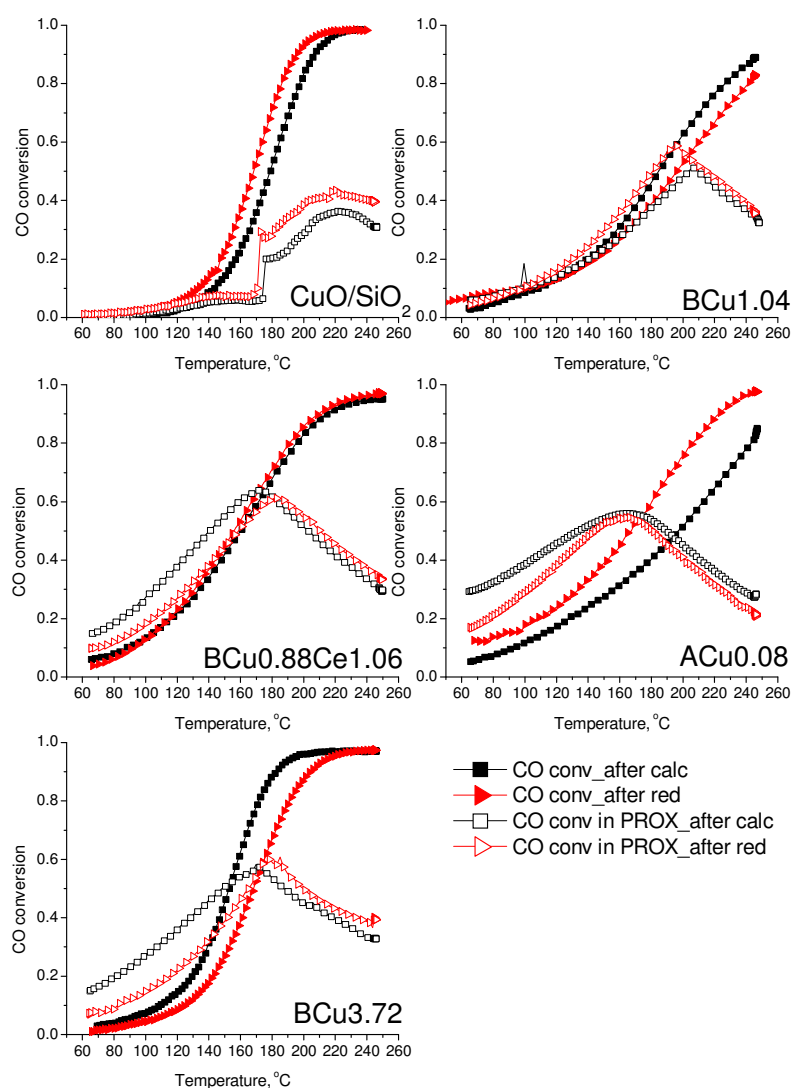 1.0
0.8
0.6
0.4
0.2
0.0
CO conversion
60 80 100 120 140 160 180 200 220 240 260
Temperature, °C
CuO/SiO2
1.0
0.8
0.6
0.4
0.2
0.0
CO conversion
60 80 100 120 140 160 180 200 220 240 260
Temperature, °C
BCu1.04
1.0
0.8
0.6
0.4
0.2
0.0
CO conversion
60 80 100 120 140 160 180 200 220 240 260
Temperature, °C
BCu0.88Ce1.06
1.0
0.8
0.6
0.4
0.2
0.0
CO conversion
60 80 100 120 140 160 180 200 220 240 260
Temperature, °C
ACu0.08
1.0
0.8
0.6
0.4
0.2
0.0
CO conversion
60 80 100 120 140 160 180 200 220 240 260
Temperature, °C
BCu3.72
CO conv_after calc
CO conv_after red
CO conv in PROX_after calc
CO conv in PROX_after red